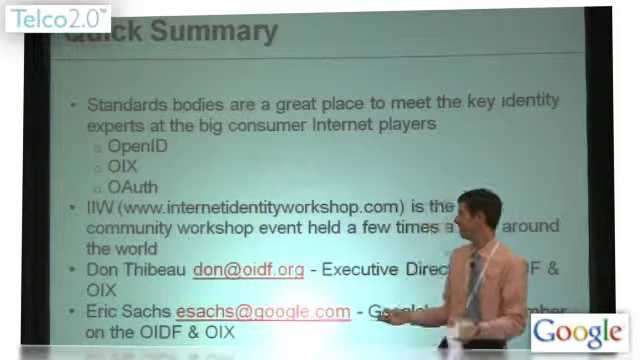 Telco2.0™
Quick Summary
• Standards bodies are a great place to meet the key identity
experts at the big consumer Internet players
○ OpenID
○ OIX
○ OAuth
• IIW (www.internetidentityworkshop.com) is the
community workshop event held a few times a around
the world
• Don Thibeau don@oidf.org - Executive &
OIX
• Eric Sachs esachs@google.com -
on the OIDF & OIX
Google